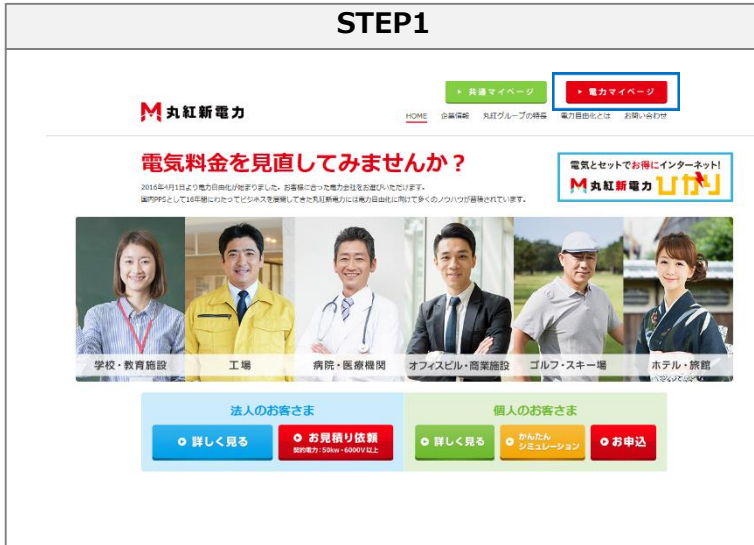 STEP1
共通マイページ
電力マイページ
M 丸紅新電力
HOME 企業情報 丸紅グループの特長 電力自由化とは お問い合わせ
電気料金を見直してみませんか？
2016年4月1日より電力自由化が始まりました。お客様に合った電力会社をお選びいただけます。
国内PPSとして16年間にわたってビジネスを展開してきた丸紅新電力には電力自由化に向けて多くのノウハウが蓄積されています。
電気とセットでお得にインターネット!
M 丸紅新電力 ひかり
学校・教育施設
工場
病院・医療機関
オフィスビル・商業施設
ゴルフ・スキー場
ホテル・旅館
法人のお客さま
詳しく見る
お見積り依頼
契約電力：50kw・6000V以上
個人のお客さま
詳しく見る
かんたん
シミュレーション
お申込